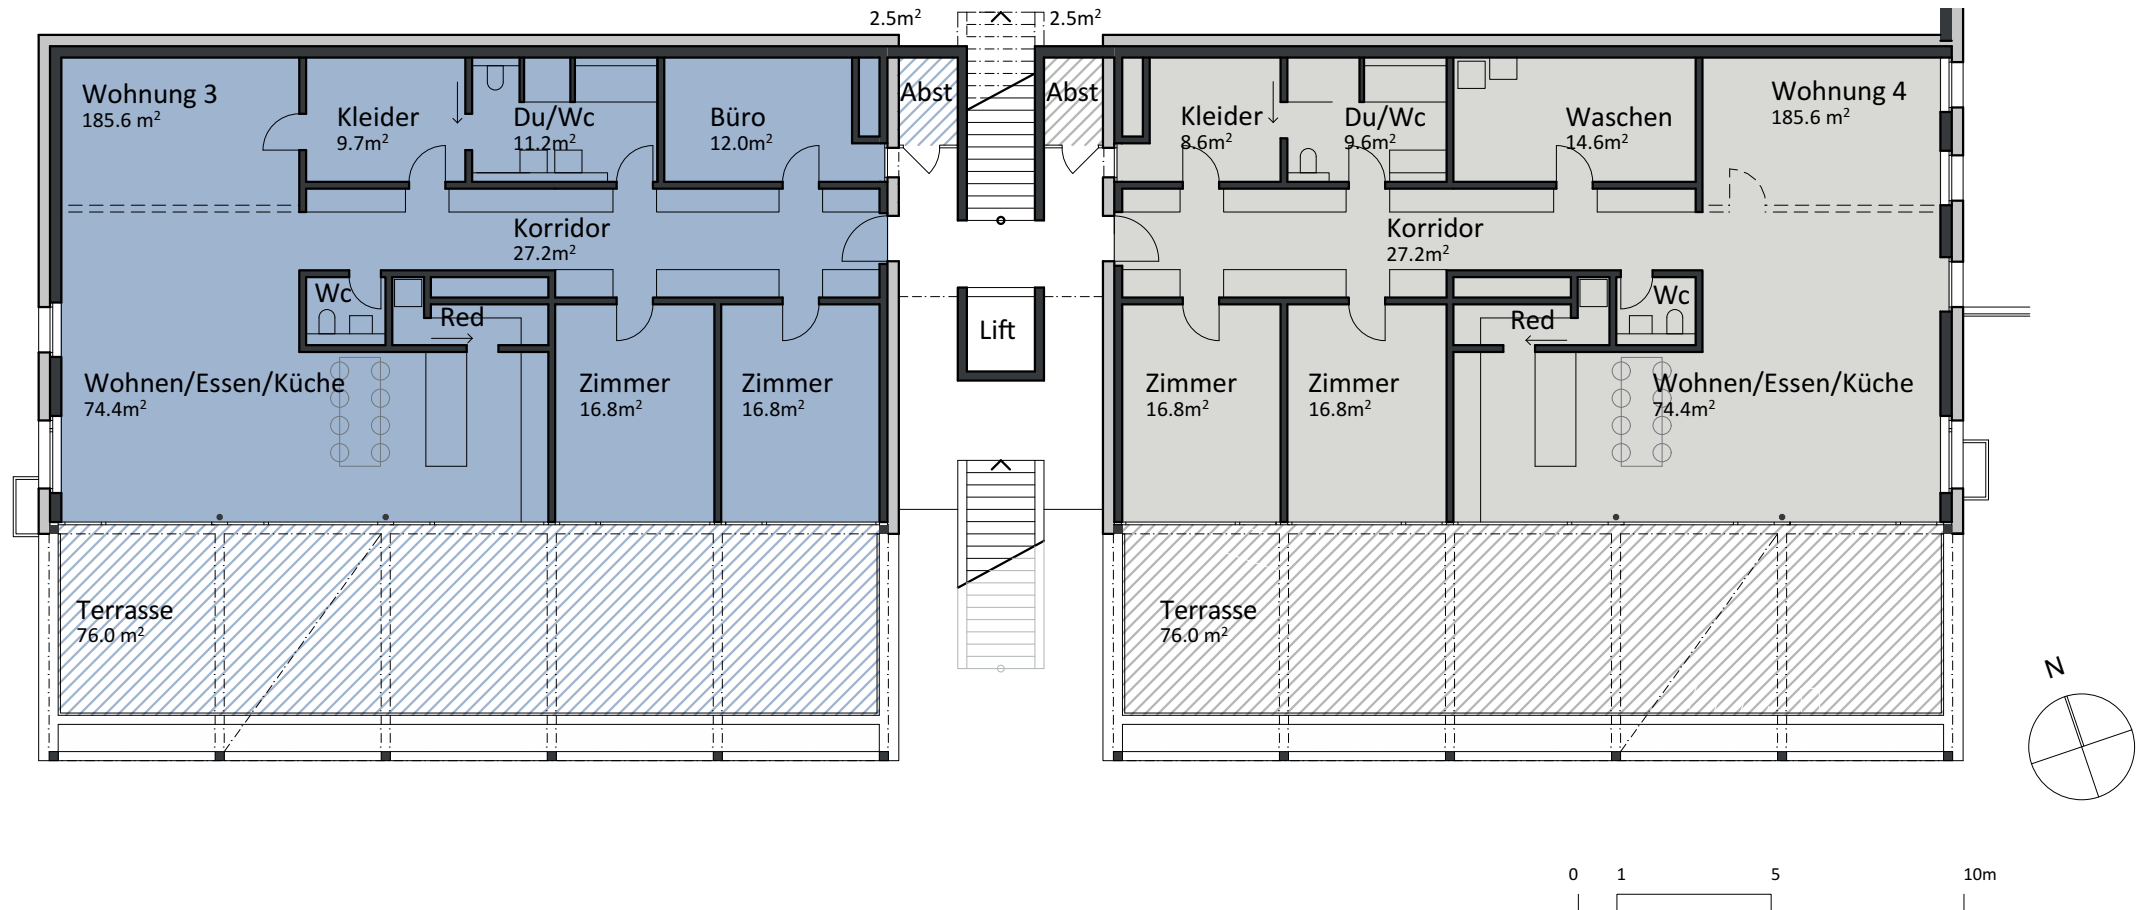 2.5m²
2.5m²
Wohnung 3
185.6 m²
Kleider
9.7m²
Du/Wc
11.2m²
Büro
12.0m²
Abst
Abst
Kleider
8.6m²
Du/Wc
9.6m²
Waschen
14.6m²
Wohnung 4
185.6 m²
Korridor
27.2m²
Korridor
27.2m²
Wc
Red
Lift
Red
Wc
Wohnen/Essen/Küche
74.4m²
Zimmer
16.8m²
Zimmer
16.8m²
Zimmer
16.8m²
Zimmer
16.8m²
Wohnen/Essen/Küche
74.4m²
Terrasse
76.0 m²
Terrasse
76.0 m²
N
0 1 5 10m